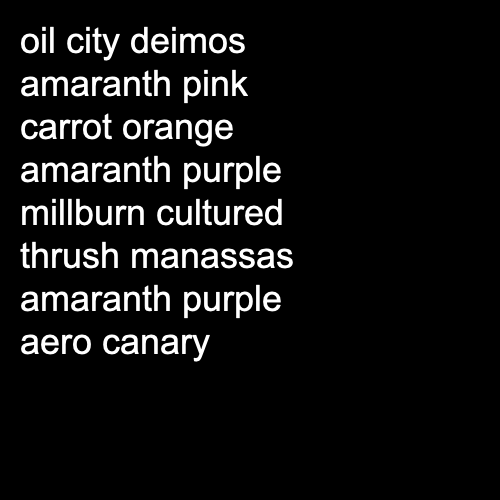 oil city deimos
amaranth pink
carrot orange
amaranth purple
millburn cultured
thrush manassas
amaranth purple
aero canary